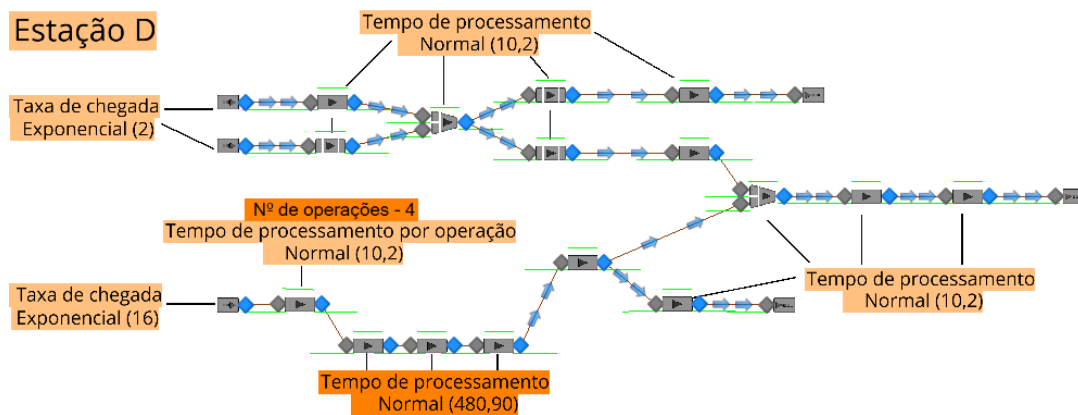 Estação D
Tempo de processamento
Normal (10,2)
Taxa de chegada
Exponencial (2)
Nº de operações - 4
Tempo de processamento por operação
Normal (10,2)
Taxa de chegada
Exponencial (16)
Tempo de processamento
Normal (10,2)
Tempo de processamento
Normal (480,90)